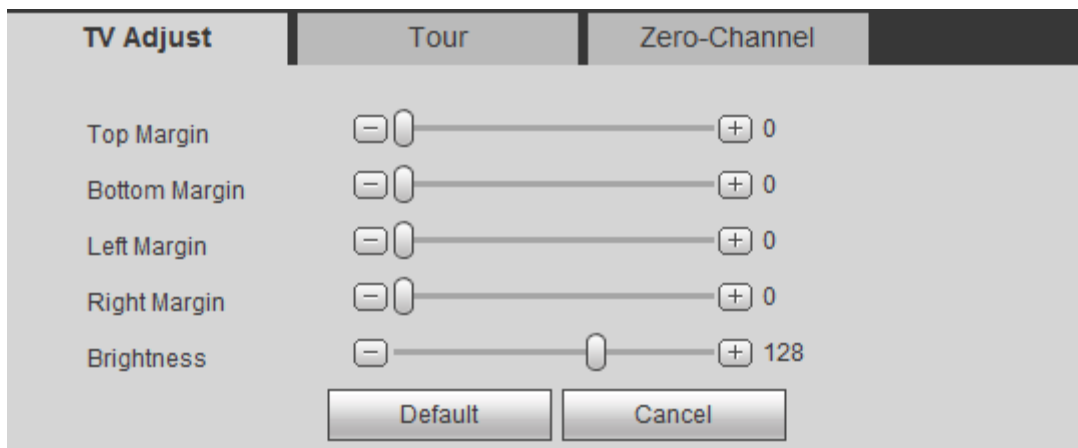 TV Adjust Tour Zero-Channel
Top Margin 0
Bottom Margin 0
Left Margin 0
Right Margin 0
Brightness 128
Default Cancel